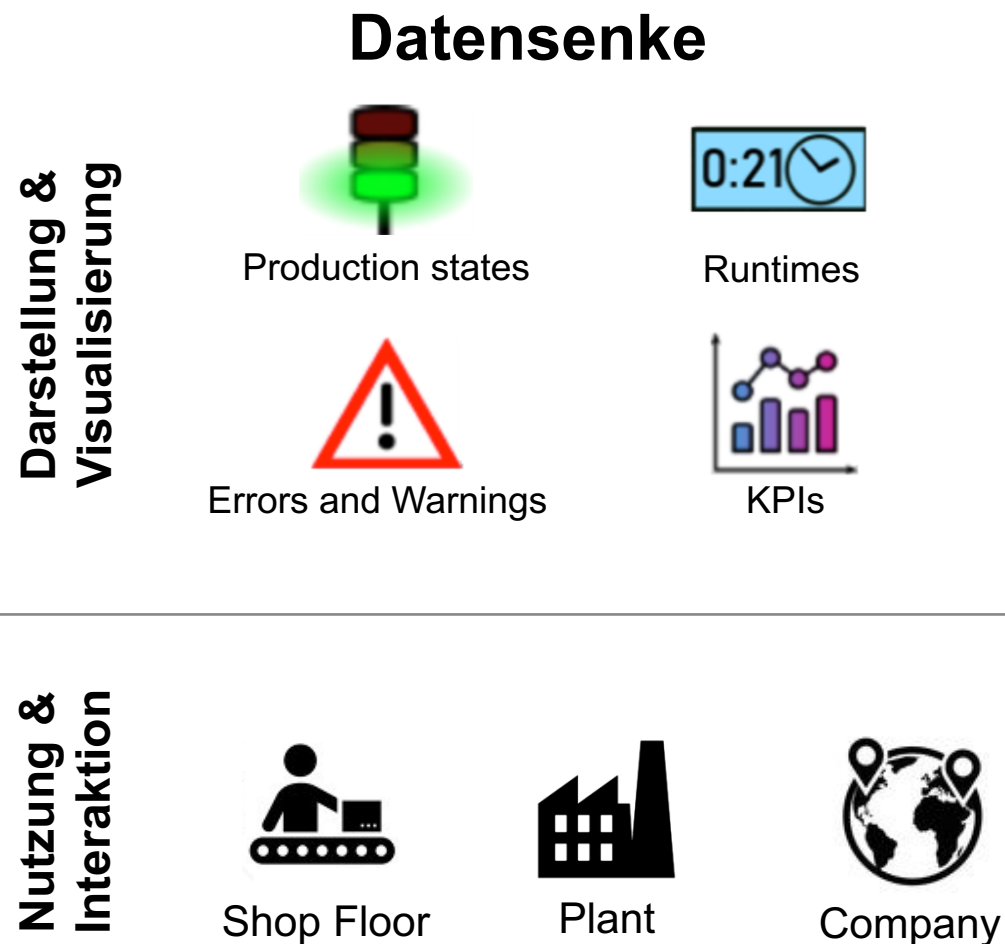 Datensenke
Darstellung &
Visualisierung
Production states
0:21
Runtimes
Errors and Warnings
KPIs
Nutzung &
Interaktion
Shop Floor
Plant
Company